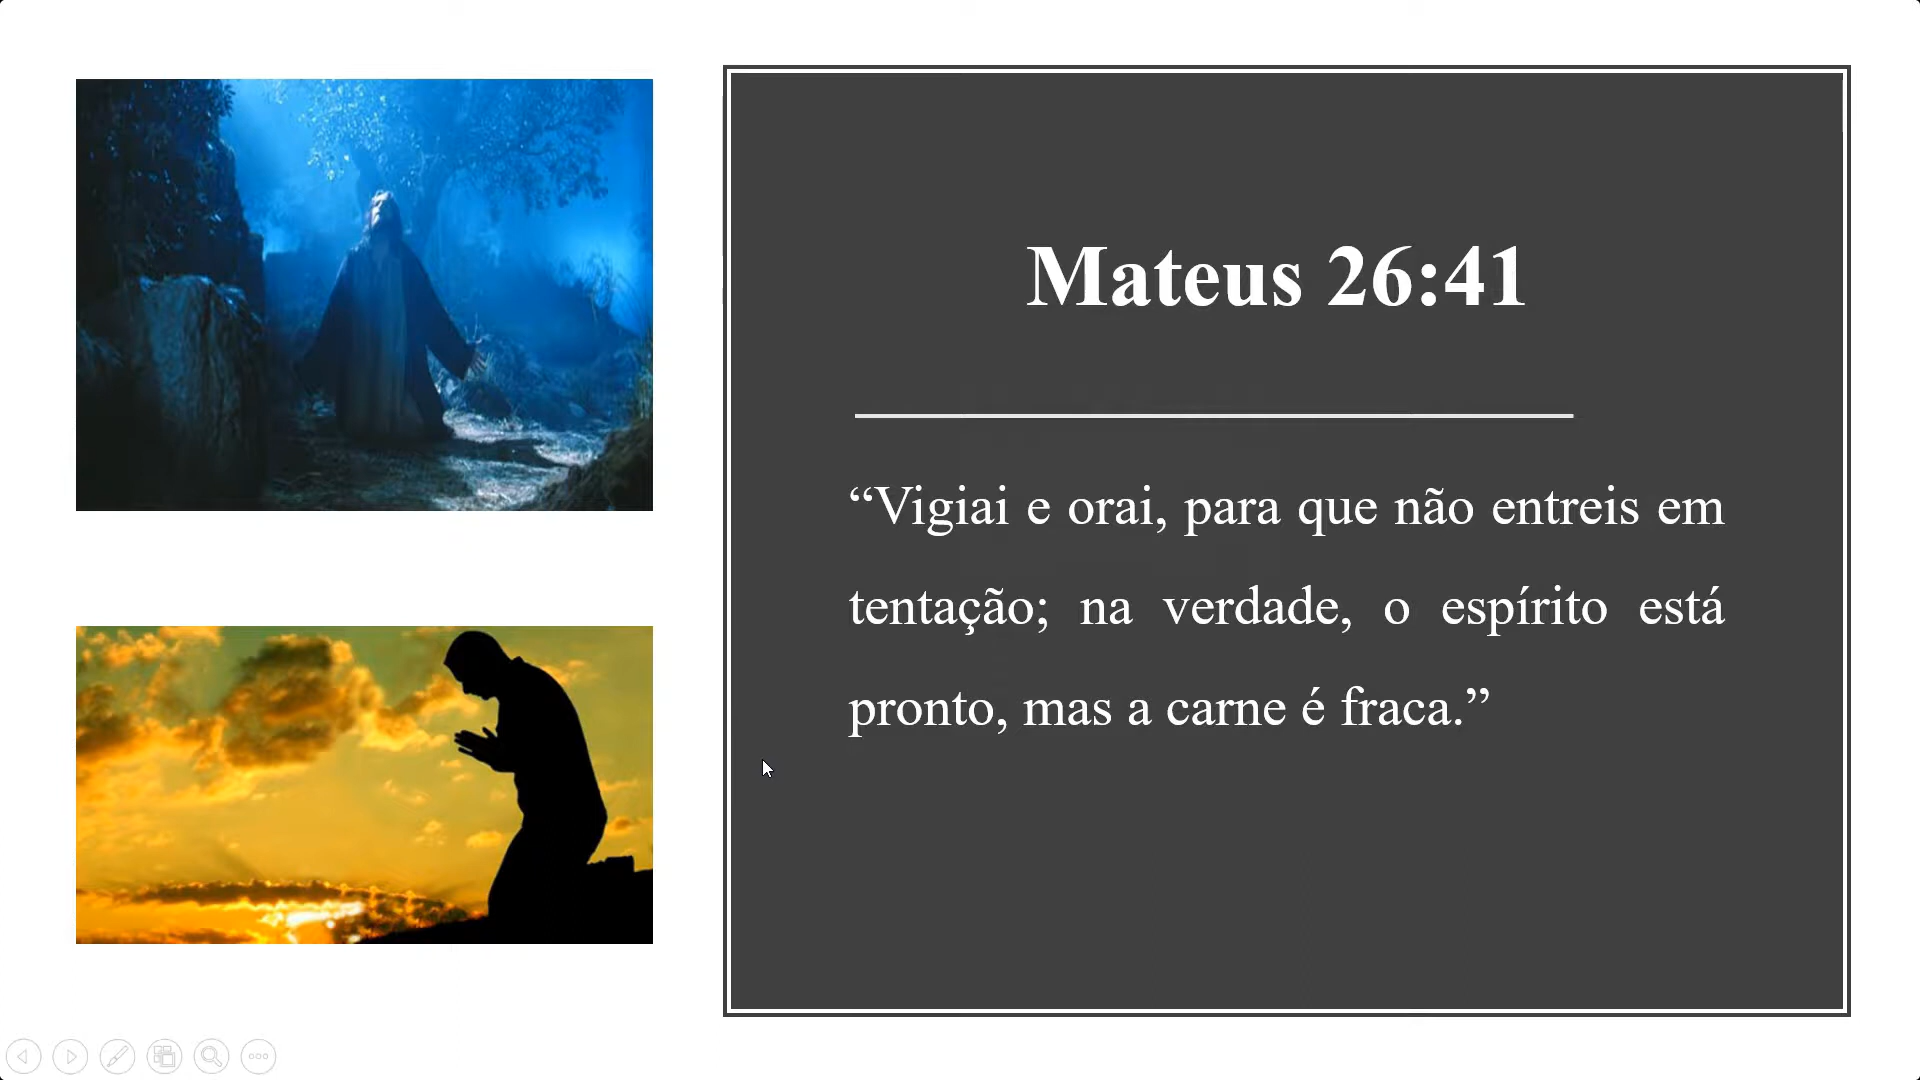 Mateus 26:41
“Vigiai e orai, para que não entreis em
tentação; na verdade, o espírito está
pronto, mas a carne é fraca.”